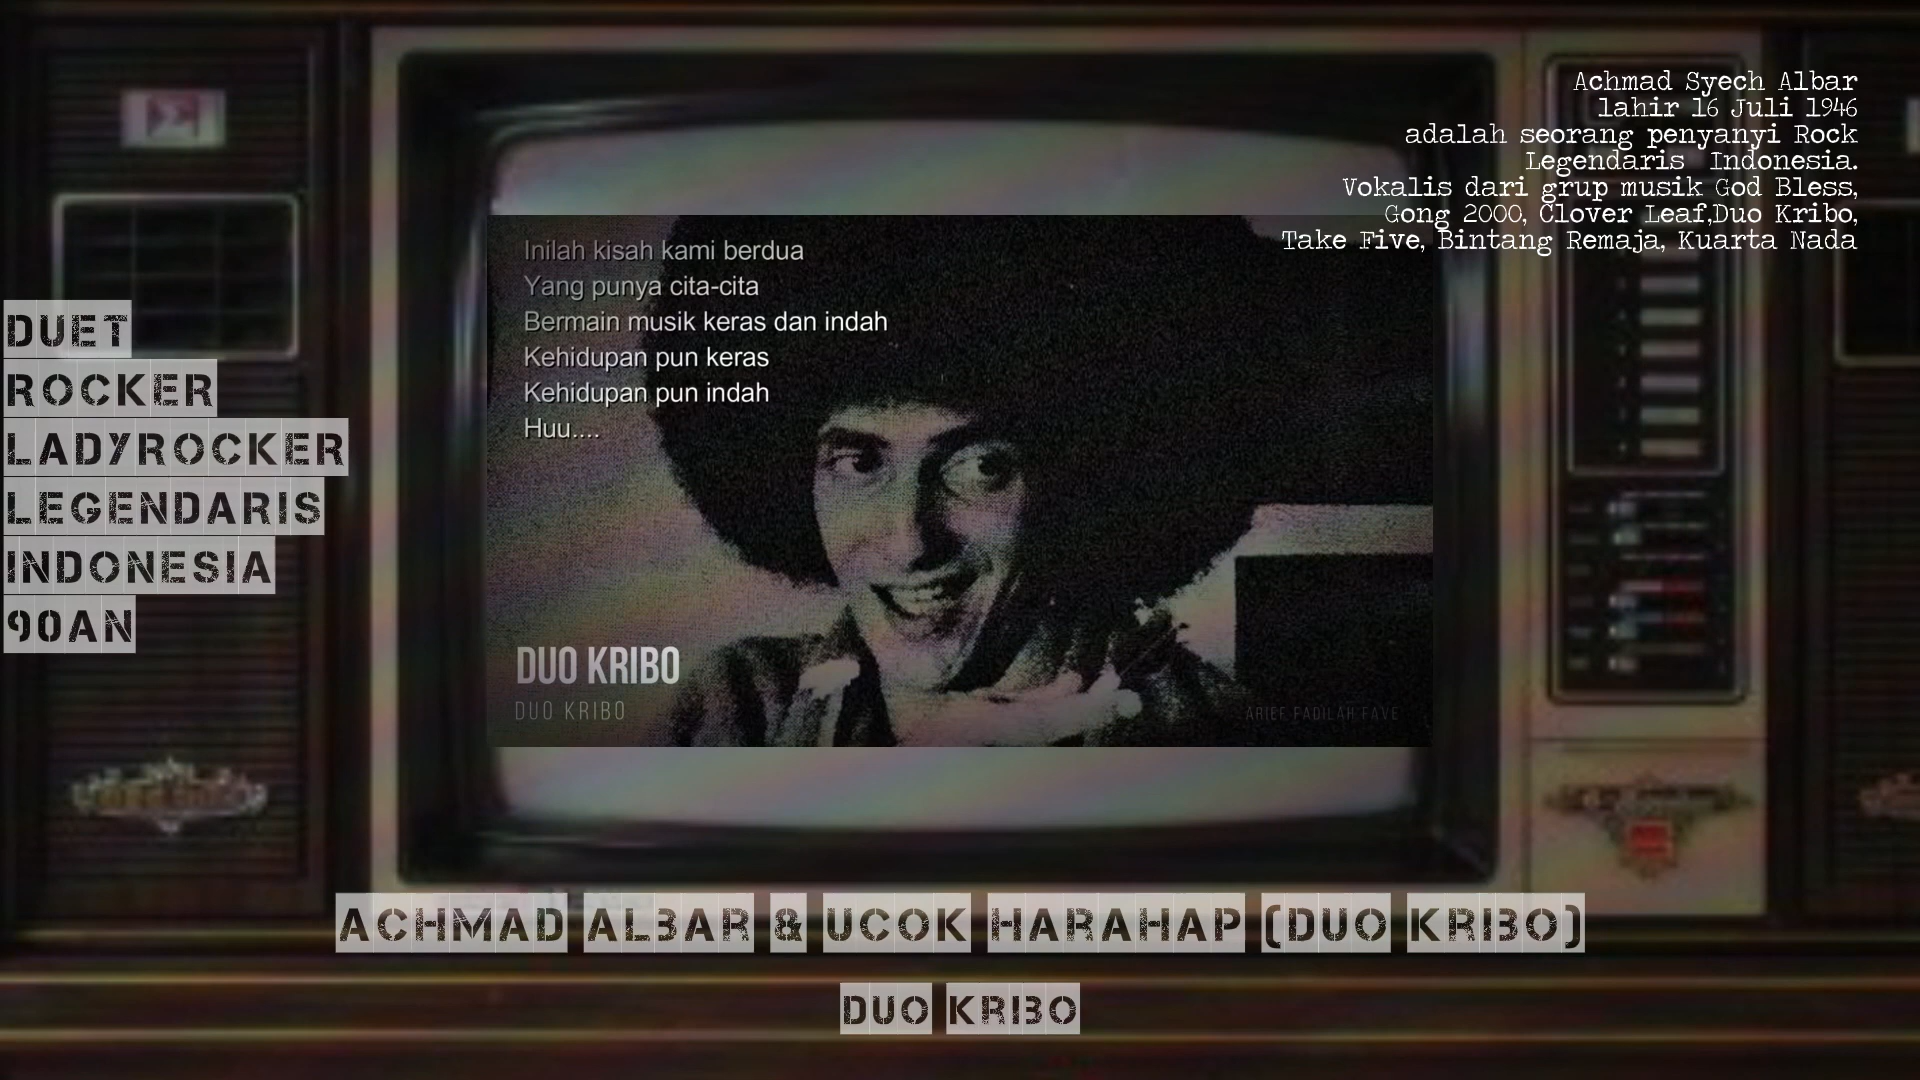 Achmad Syech Albar
lahir 16 Juli 1946
adalah seorang penyanyi Rock
Legendaris Indonesia.
Vokalis dari grup musik God Bless,
Gong 2000, Clover Leaf,Duo Kribo,
Take Five, Bintang Remaja, Kuarta Nada
Inilah kisah kami berdua
Yang punya cita-cita
Bermain musik keras dan indah
Kehidupan pun keras
Kehidupan pun indah
Huu....
DUET
ROCKER
LADYROCKER
LEGENDARIS
INDONESIA
90AN
DUO KRIBO
DUO KRIBO
ARIEF FADILAH FAVE
ACHMAD ALBAR & UCOK HARAHAP (DUO KRIBO)
DUO KRIBO